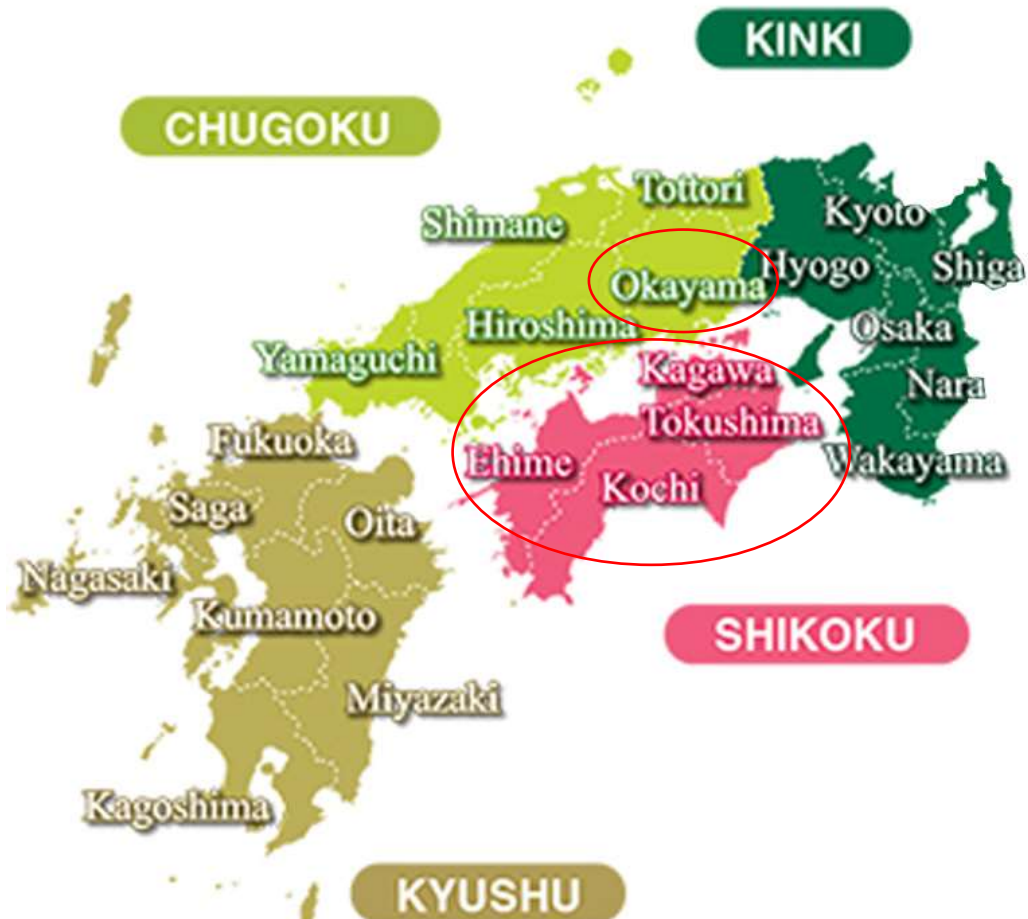 KINKI
CHUGOKU
Tottori
Kyoto
Shimane
Hyogo
Shiga
Okayama
Hiroshima
Osaka
Yamaguchi
Kagawa
Nara
Tokushima
Fukuoka
Ehime
Wakayama
Kochi
Saga
Oita
Nagasaki
Kumamoto
SHIKOKU
Miyazaki
Kagoshima
KYUSHU